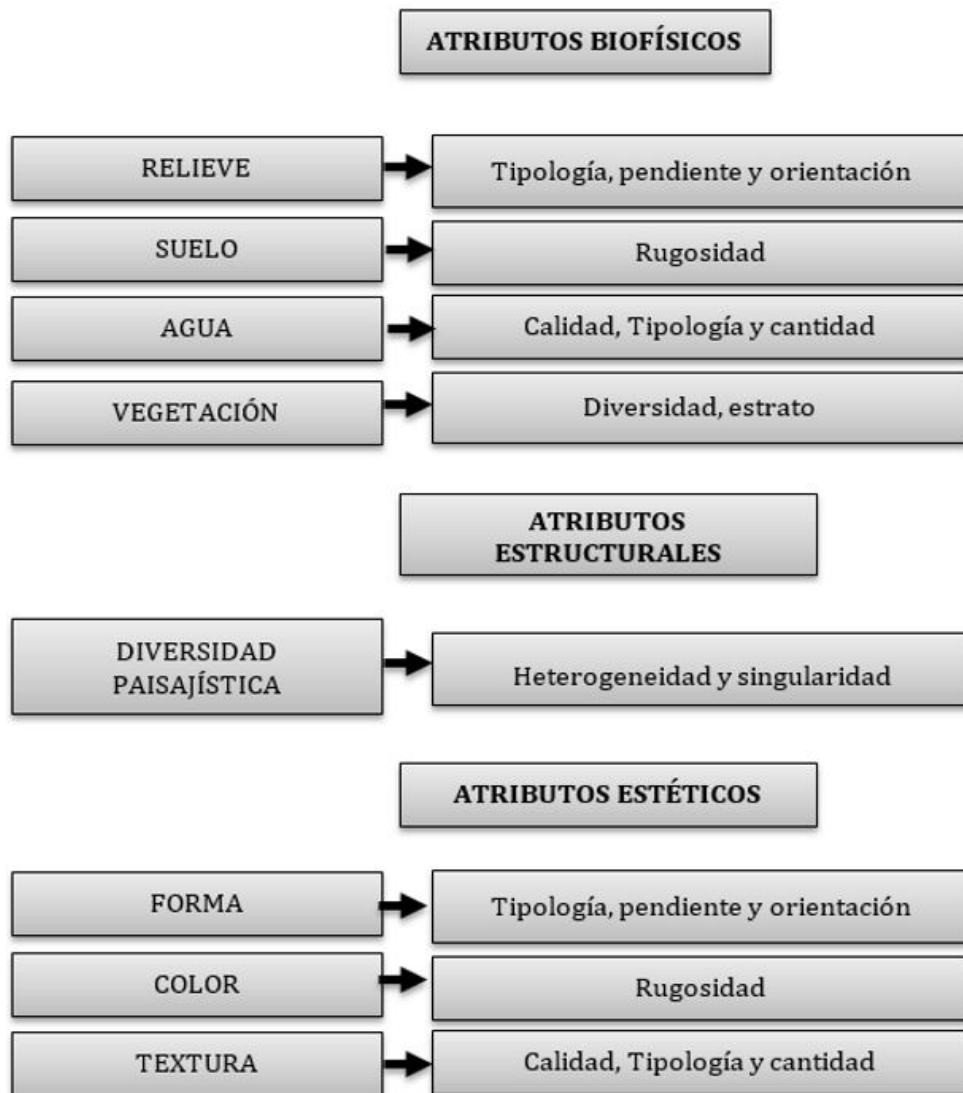 ATRIBUTOS BIOFÍSICOS
RELIEVE
Tipología, pendiente y orientación
SUELO
Rugosidad
AGUA
Calidad, Tipología y cantidad
VEGETACIÓN
Diversidad, estrato
ATRIBUTOS
ESTRUCTURALES
DIVERSIDAD
PAISAJÍSTICA
Heterogeneidad y singularidad
ATRIBUTOS ESTÉTICOS
FORMA
Tipología, pendiente y orientación
COLOR
Rugosidad
TEXTURA
Calidad, Tipología y cantidad